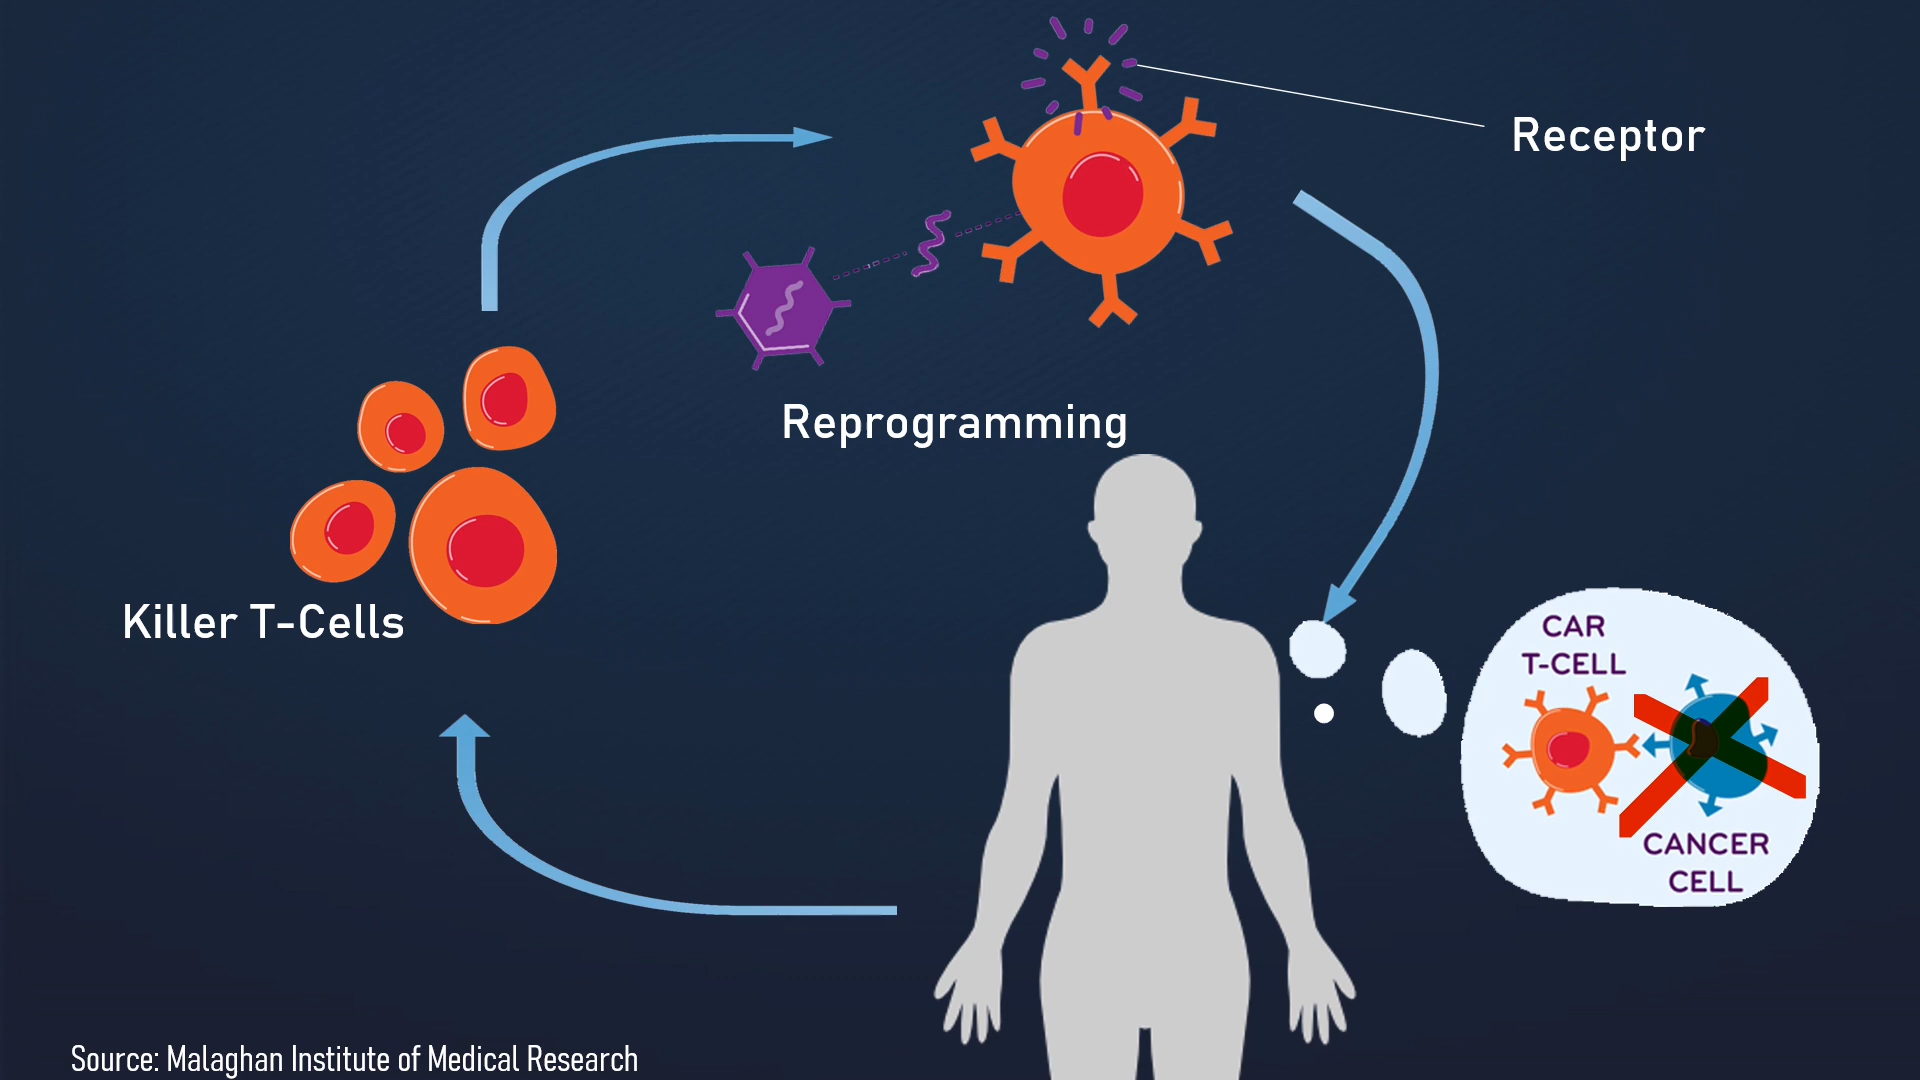 Receptor
Reprogramming
Killer T-Cells
CAR
T-CELL
CANCER
CELL
Source: Malaghan Institute of Medical Research